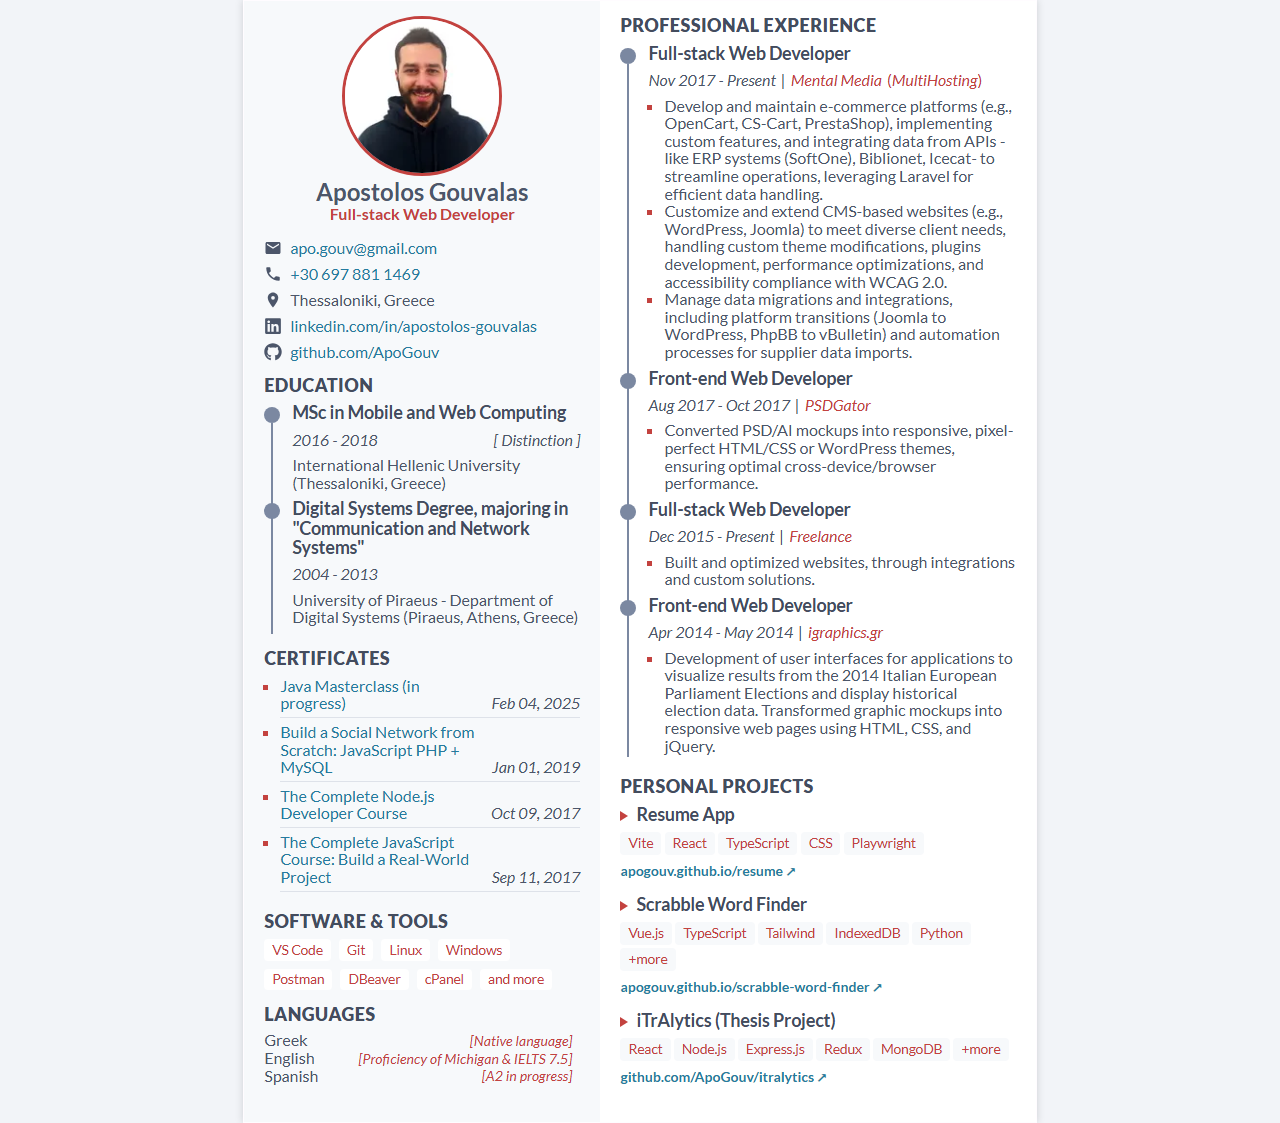 Apostolos Gouvalas
Full-stack Web Developer
apo.gouv@gmail.com
+30 697 881 1469
Thessaloniki, Greece
linkedin.com/in/apostolos-gouvalas
github.com/ApoGouv
EDUCATION
MSc in Mobile and Web Computing
2016 - 2018 [ Distinction ]
International Hellenic University
(Thessaloniki, Greece)
Digital Systems Degree, majoring in
"Communication and Network
Systems"
2004 - 2013
University of Piraeus - Department of
Digital Systems (Piraeus, Athens, Greece)
CERTIFICATES
Java Masterclass (in
progress) Feb 04, 2025
Build a Social Network from
Scratch: JavaScript PHP +
MySQL Jan 01, 2019
The Complete Node.js
Developer Course Oct 09, 2017
The Complete JavaScript
Course: Build a Real-World
Project Sep 11, 2017
SOFTWARE & TOOLS
VS Code Git Linux Windows
Postman DBeaver cPanel and more
LANGUAGES
Greek [Native language]
English [Proficiency of Michigan & IELTS 7.5]
Spanish [A2 in progress]
PROFESSIONAL EXPERIENCE
Full-stack Web Developer
Nov 2017 - Present | Mental Media (MultiHosting)
Develop and maintain e-commerce platforms (e.g.,
OpenCart, CS-Cart, PrestaShop), implementing
custom features, and integrating data from APIs -
like ERP systems (SoftOne), Biblionet, Icecat- to
streamline operations, leveraging Laravel for
efficient data handling.
Customize and extend CMS-based websites (e.g.,
WordPress, Joomla) to meet diverse client needs,
handling custom theme modifications, plugins
development, performance optimizations, and
accessibility compliance with WCAG 2.0.
Manage data migrations and integrations,
including platform transitions (Joomla to
WordPress, PhpBB to vBulletin) and automation
processes for supplier data imports.
Front-end Web Developer
Aug 2017 - Oct 2017 | PSDGator
Converted PSD/AI mockups into responsive, pixel-
perfect HTML/CSS or WordPress themes,
ensuring optimal cross-device/browser
performance.
Full-stack Web Developer
Dec 2015 - Present | Freelance
Built and optimized websites, through integrations
and custom solutions.
Front-end Web Developer
Apr 2014 - May 2014 | igraphics.gr
Development of user interfaces for applications to
visualize results from the 2014 Italian European
Parliament Elections and display historical
election data. Transformed graphic mockups into
responsive web pages using HTML, CSS, and
jQuery.
PERSONAL PROJECTS
Resume App
Vite React TypeScript CSS Playwright
apogouv.github.io/resume ↗
Scrabble Word Finder
Vue.js TypeScript Tailwind IndexedDB Python
+more
apogouv.github.io/scrabble-word-finder ↗
iTrAlytics (Thesis Project)
React Node.js Express.js Redux MongoDB +more
github.com/ApoGouv/itralytics ↗